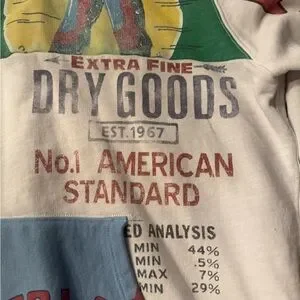 EXTRA FINE
DRY GOODS
EST. 1967
No.1 AMERICAN
STANDARD
ED ANALYSIS
MIN 44%
MIN .5%
MAX 7%
MIN 29%